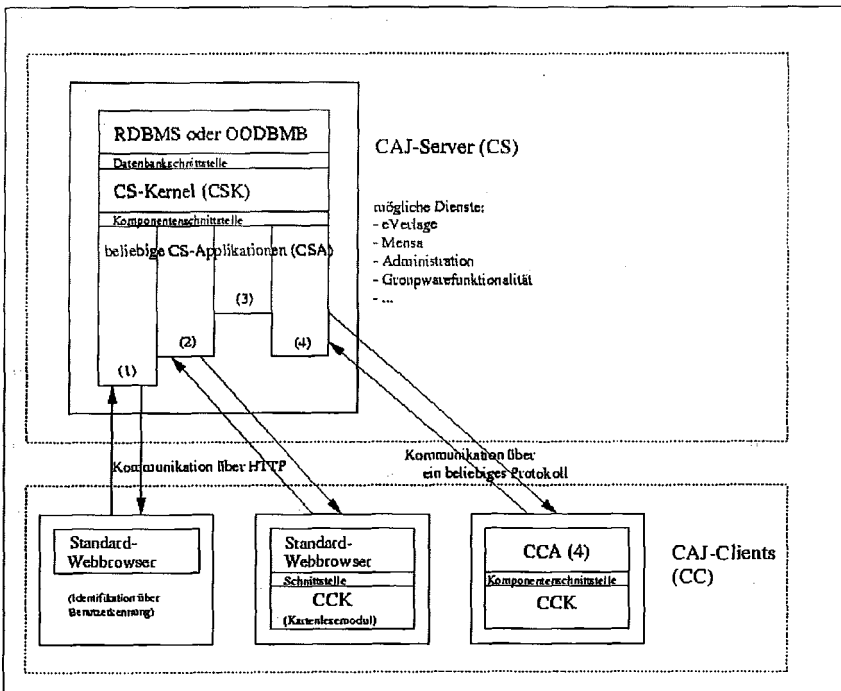 RDBMS oder OODBMB
Datenbankschnittstelle
CS-Kernel (CSK)
Komponentenschnittstelle
beliebige CS-Applikationen (CSA)
(3)
(2)
(4)
(1)
CAJ-Server (CS)
mögliche Dienste:
- eVerlage
- Mensa
- Administration
- Groupwarefunktionalität
- ...
Kommunikation über HTTP
Kommunikation über
ein beliebiges Protokoll
Standard-
Webbrowser
(Identifikation über
Benutzerkennung)
Standard-
Webbrowser
Schnittstelle
CCK
(Kartenlesemodul)
CCA (4)
Komponentenschnittstelle
CCK
CAJ-Clients
(CC)